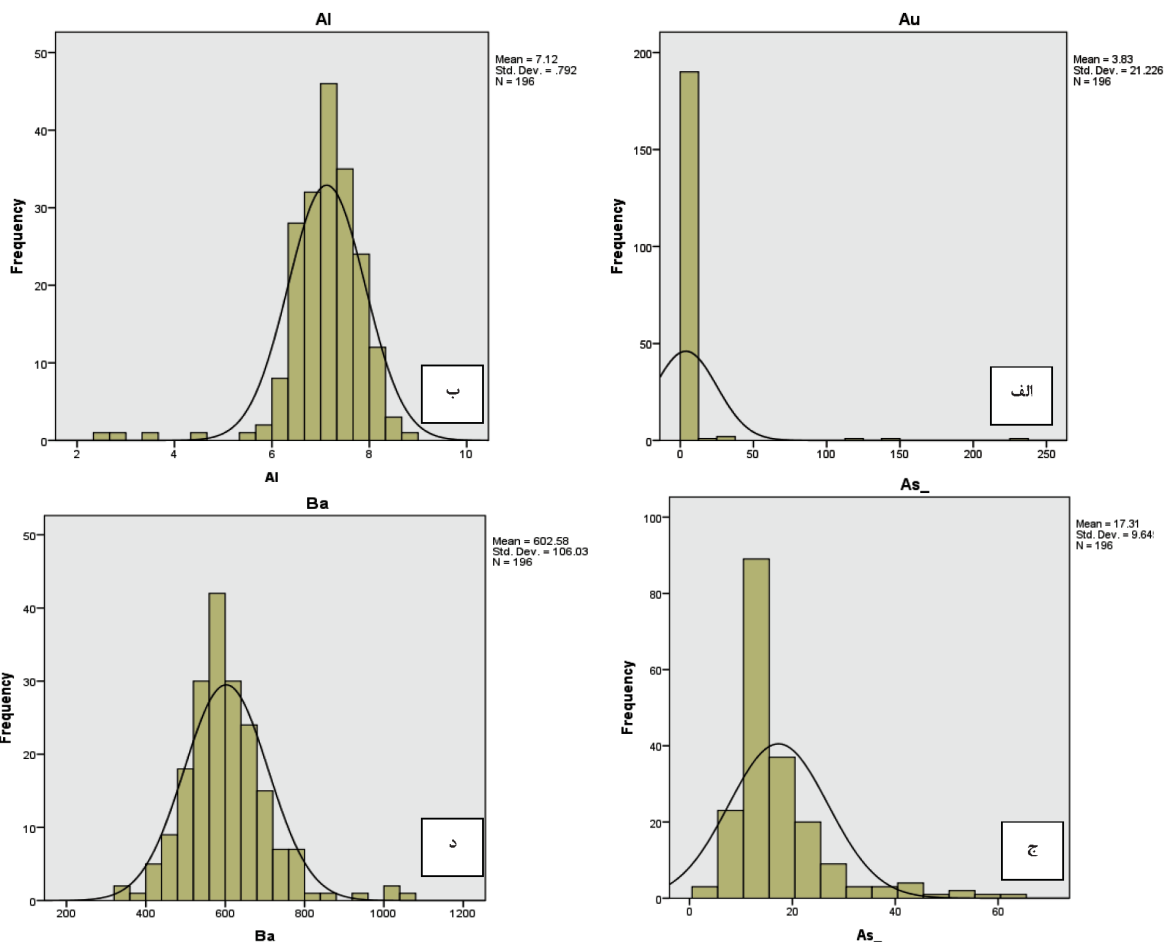 Al
Mean = 7.12
Std. Dev. = .792
N = 196
Frequency
50
40
30
20
10
0
2 4 6 8 10
Al
ب
Au
Mean = 3.83
Std. Dev. = 21.226
N = 196
Frequency
200
150
100
50
0
0 50 100 150 200 250
الف
Ba
Mean = 602.58
Std. Dev. = 106.03
N = 196
Frequency
50
40
30
20
10
0
200 400 600 800 1000 1200
Ba
د
As_
Mean = 17.31
Std. Dev. = 9.64
N = 196
Frequency
100
80
60
40
20
0
0 20 40 60
As_
ج